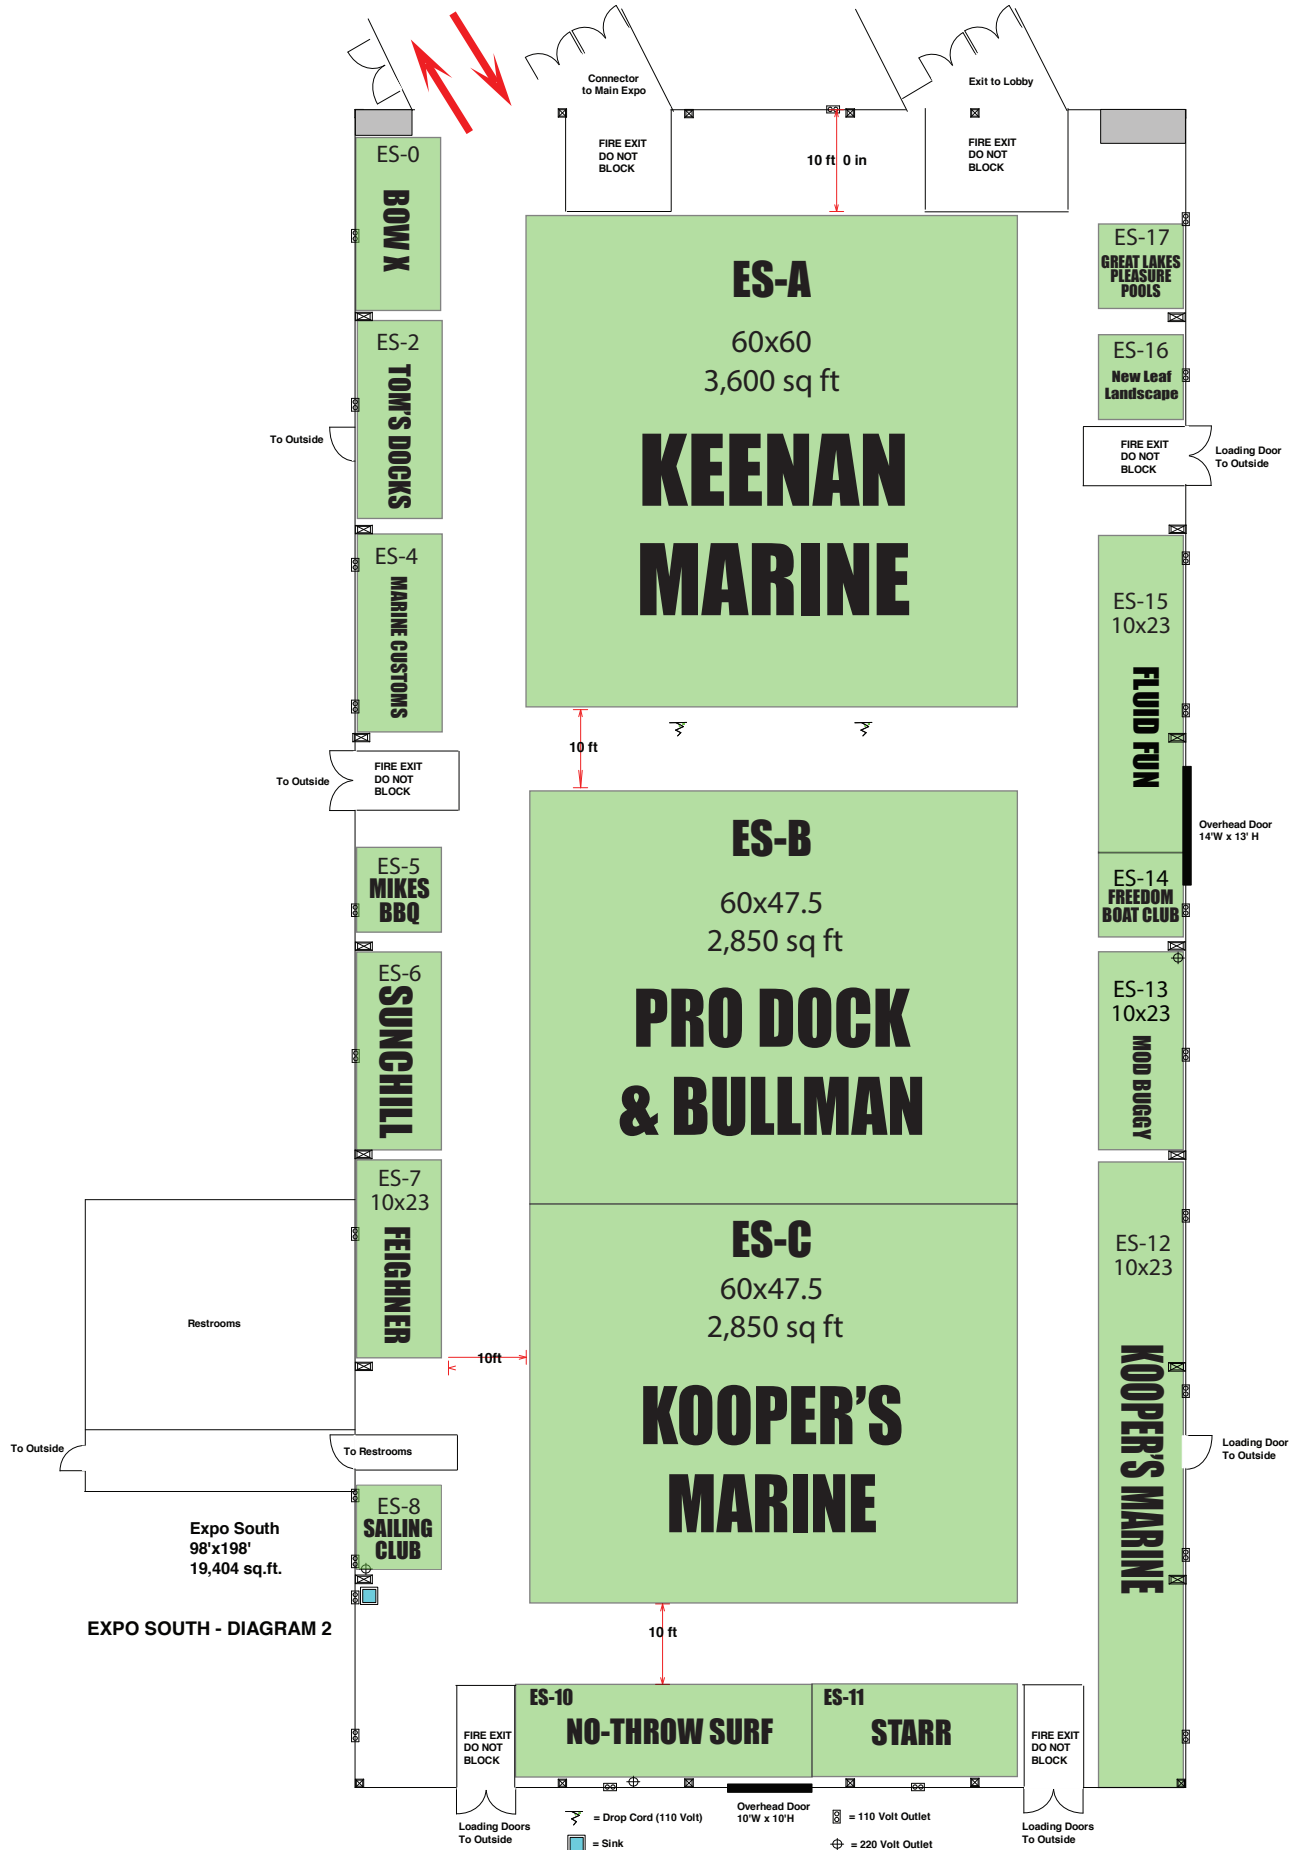 Connector
to Main Expo
Exit to Lobby
FIRE EXIT
DO NOT
BLOCK
10 ft 0 in
FIRE EXIT
DO NOT
BLOCK
ES-0
BOW X
ES-2
TOM'S DOCKS
To Outside
ES-4
MARINE CUSTOMS
To Outside
FIRE EXIT
DO NOT
BLOCK
ES-5
MIKES
BBQ
ES-6
SUNCHILL
ES-7
10x23
FEIGHNER
Restrooms
To Outside
To Restrooms
ES-8
SAILING
CLUB
Expo South
98'x198'
19,404 sq.ft.
EXPO SOUTH - DIAGRAM 2
ES-A
60x60
3,600 sq ft
KEENAN
MARINE
10 ft
ES-B
60x47.5
2,850 sq ft
PRO DOCK
& BULLMAN
ES-C
60x47.5
2,850 sq ft
KOOPER'S
MARINE
10ft
10 ft
ES-17
GREAT LAKES
PLEASURE
POOLS
ES-16
New Leaf
Landscape
FIRE EXIT
DO NOT
BLOCK
Loading Door
To Outside
ES-15
10x23
FLUID FUN
Overhead Door
14'W x 13' H
ES-14
FREEDOM
BOAT CLUB
ES-13
10x23
MOD BUGGY
ES-12
10x23
KOOPER'S MARINE
Loading Door
To Outside
FIRE EXIT
DO NOT
BLOCK
ES-10
NO-THROW SURF
ES-11
STARR
FIRE EXIT
DO NOT
BLOCK
Loading Doors
To Outside
= Drop Cord (110 Volt)
= Sink
Overhead Door
10'W x 10'H
= 110 Volt Outlet
= 220 Volt Outlet
Loading Doors
To Outside